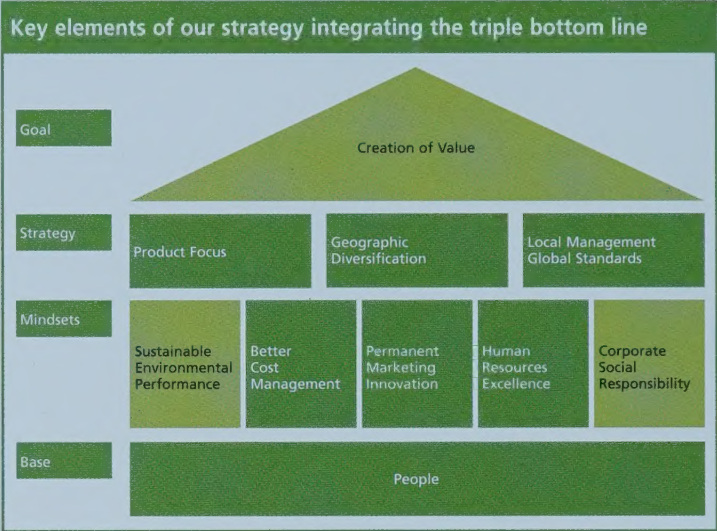 Key elements of our strategy integrating the triple bottom line
Goal
Creation of Value
Strategy
Product Focus
Geographic
Diversification
Local Management
Global Standards
Mindsets
Sustainable
Environmental
Performance
Better
Cost
Management
Permanent
Marketing
Innovation
Human
Resources
Excellence
Corporate
Social
Responsibility
Base
People